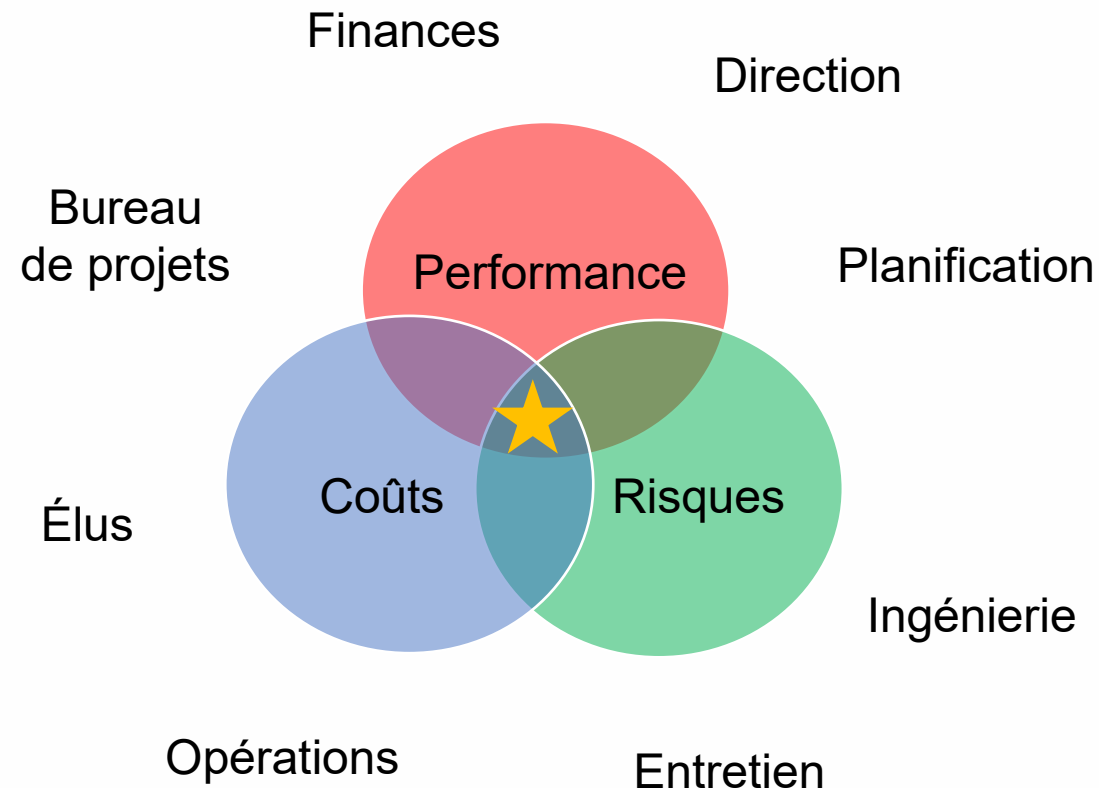 Finances
Direction
Bureau
de projets
Performance
Planification
Coûts
Risques
Élus
Ingénierie
Opérations
Entretien